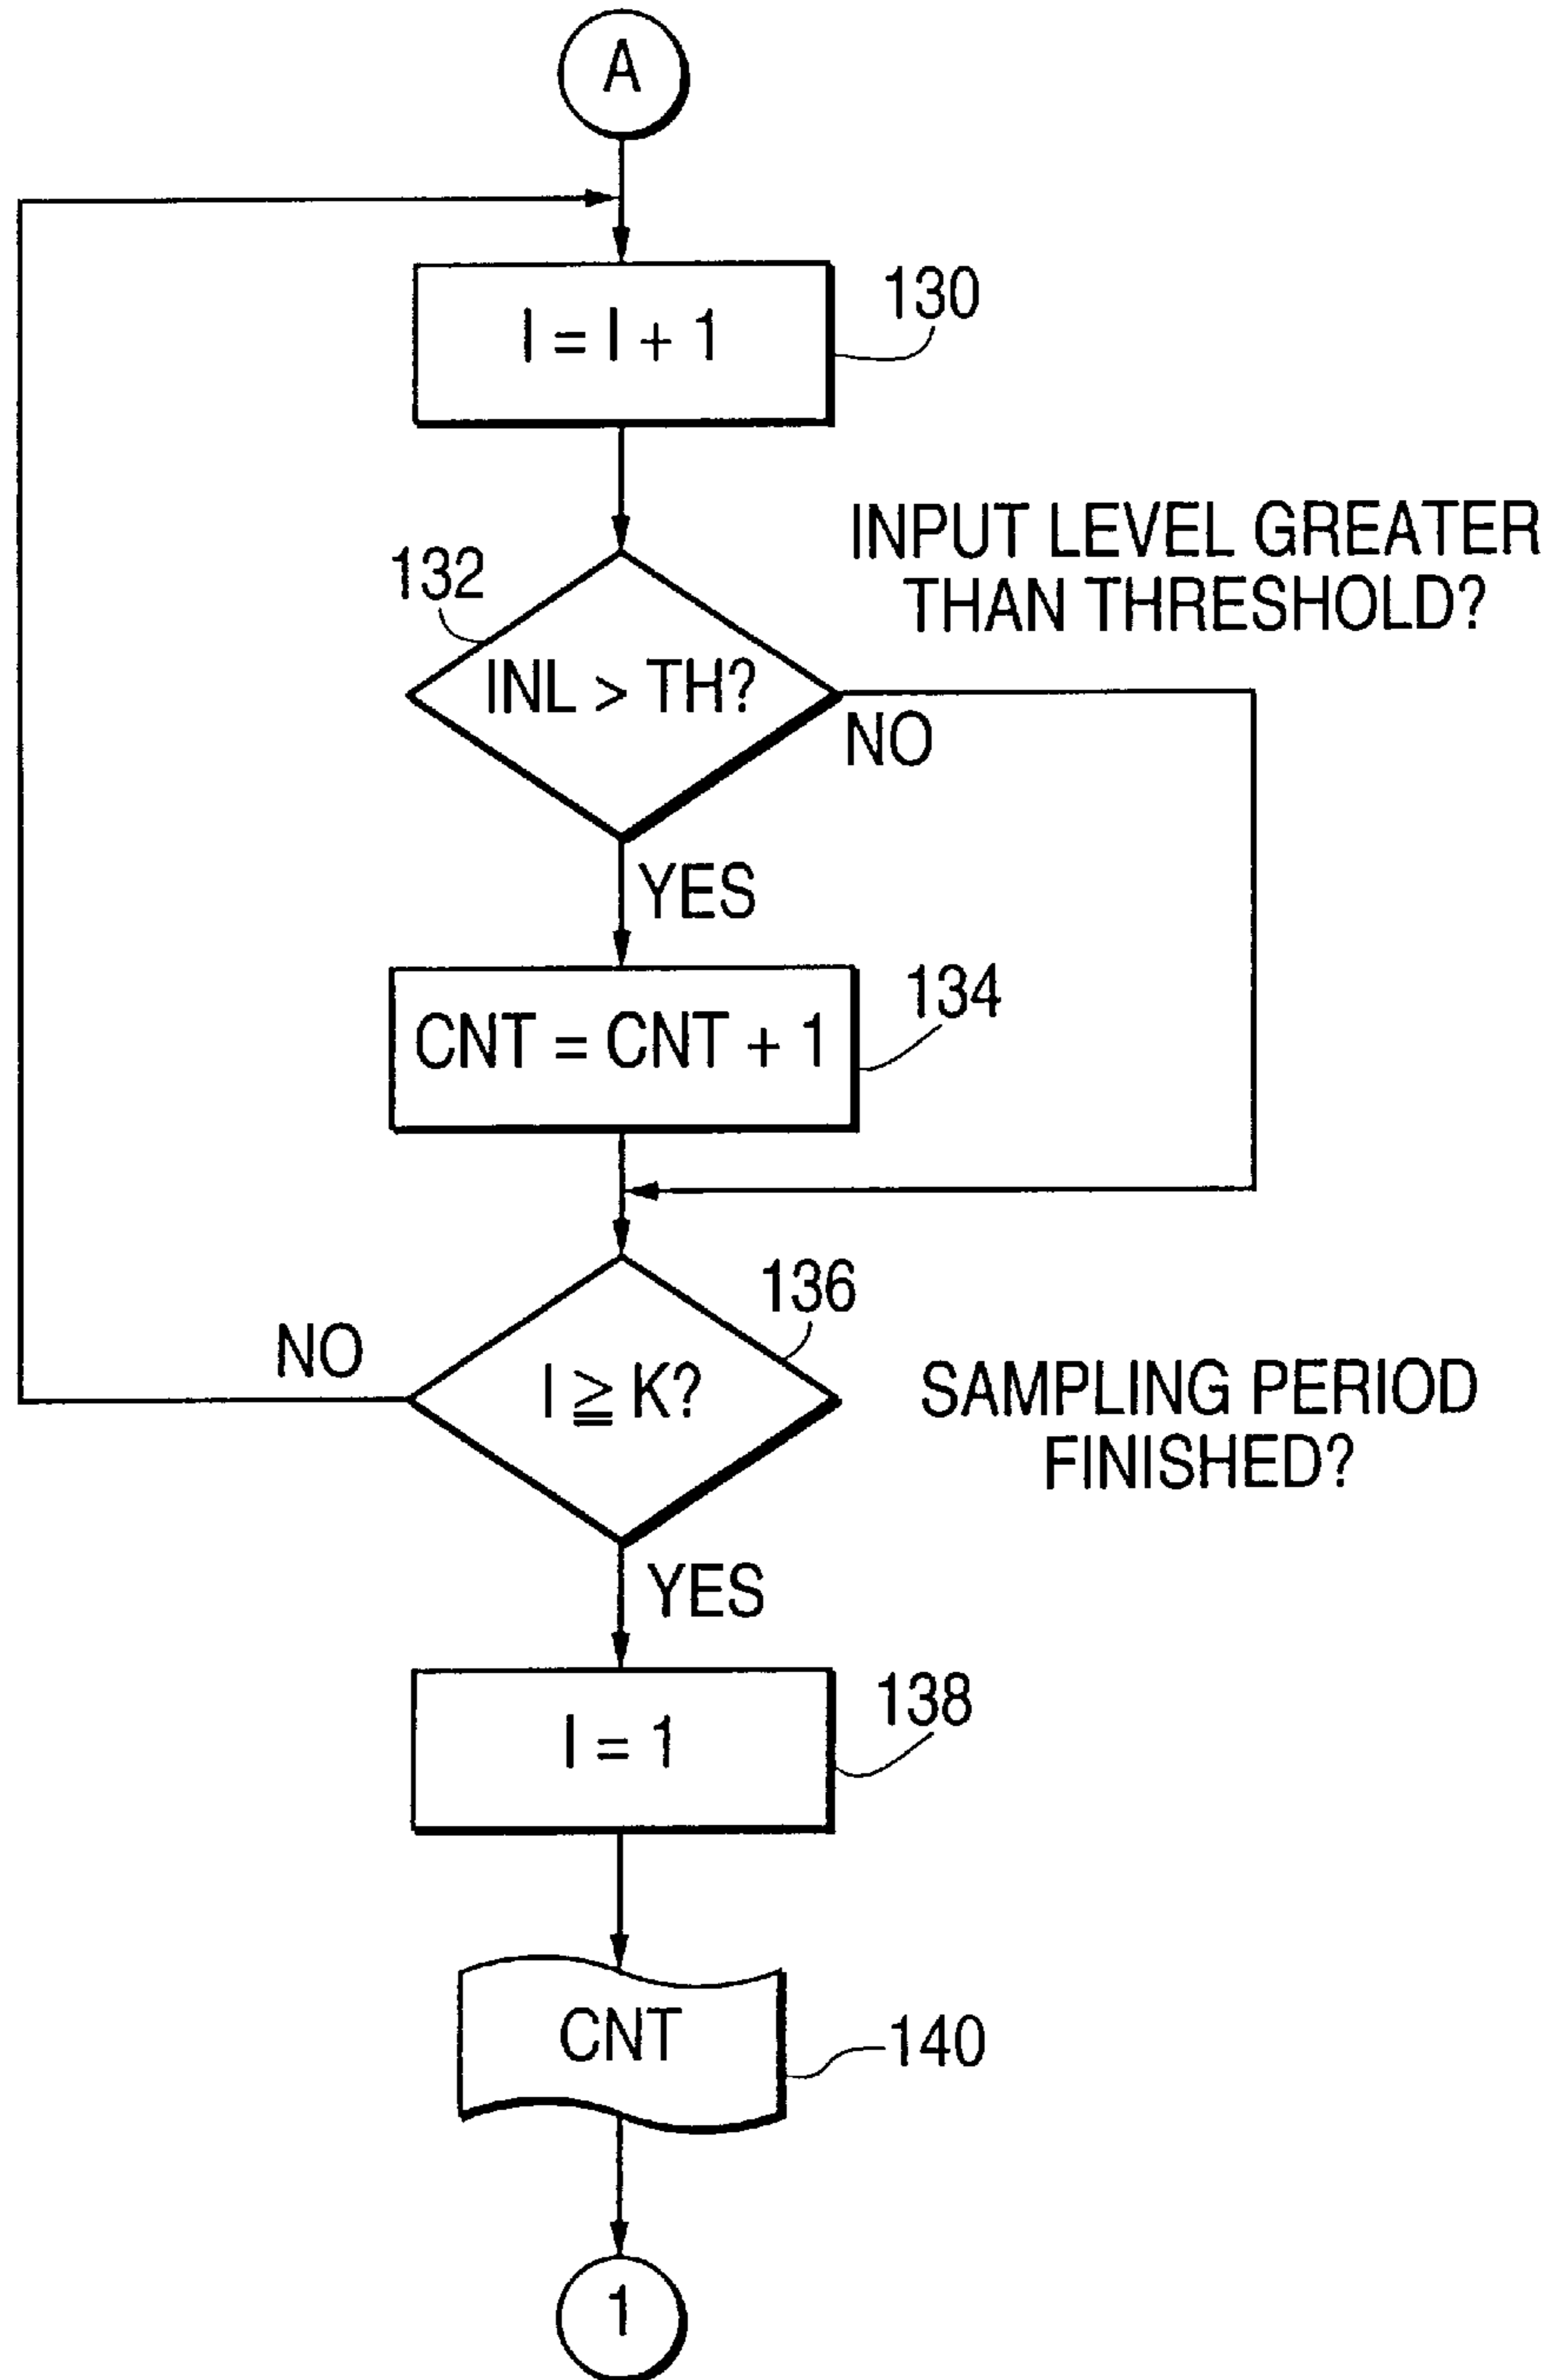 A
I = I + 1
130
INPUT LEVEL GREATER
THAN THRESHOLD?
132
INL > TH?
NO
YES
CNT = CNT + 1
134
136
NO
I ≧ K?
SAMPLING PERIOD
FINISHED?
YES
I = 1
138
CNT
140
1